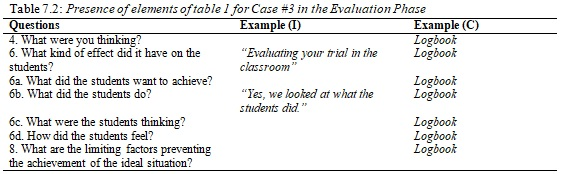 Table 7.2: Presence of elements of table 1 for Case #3 in the Evaluation Phase
Questions Example (I) Example (C)
4. What were you thinking? Logbook
6. What kind of effect did it have on the “Evaluating your trial in the Logbook
students? classroom”
6a. What did the students want to achieve? Logbook
6b. What did the students do? “Yes, we looked at what the Logbook
students did.”
6c. What were the students thinking? Logbook
6d. How did the students feel? Logbook
8. What are the limiting factors preventing Logbook
the achievement of the ideal situation?